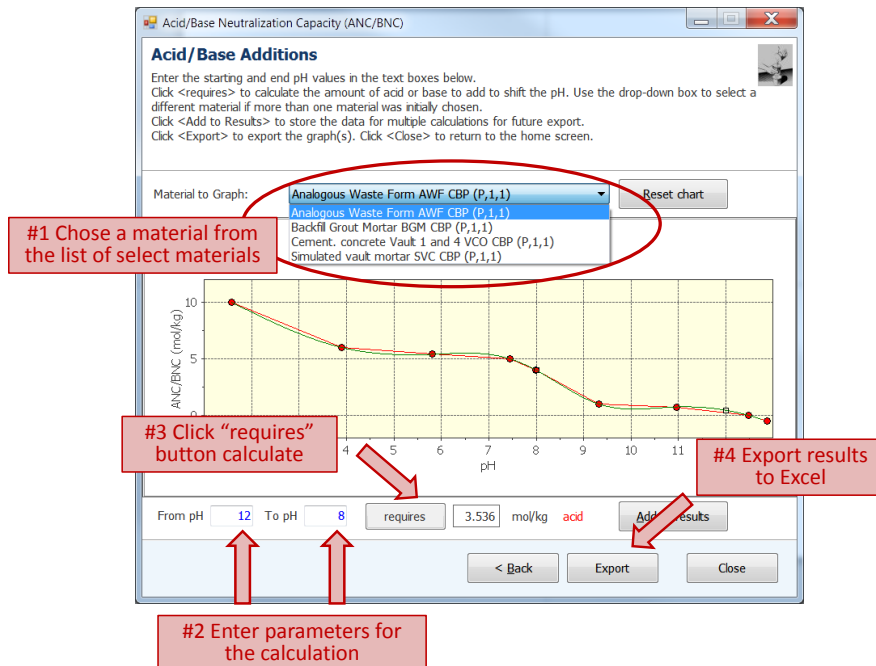 Acid/Base Neutralization Capacity (ANC/BNC)
X
Acid/Base Additions
Enter the starting and end pH values in the text boxes below.
Click <requires> to calculate the amount of acid or base to add to shift the pH. Use the drop-down box to select a
different material if more than one material was initially chosen.
Click <Add to Results> to store the data for multiple calculations for future export.
Click <Export> to export the graph(s). Click <Close> to return to the home screen.
Material to Graph:
Analogous Waste Form AWF CBP (P,1,1)
Reset chart
Analogous Waste Form AWF CBP (P,1,1)
Backfill Grout Mortar BGM CBP (P,1,1)
Cement. concrete Vault 1 and 4 VCO CBP (P,1,1)
Simulated vault mortar SVC CBP (P,1,1)
#1 Chose a material from
the list of select materials
ANC/BNC (mol/kg)
10
5
0
4 5 6 7 8 9 10 11
pH
#3 Click “requires”
button calculate
#4 Export results
to Excel
From pH 12 To pH 8 requires 3.536 mol/kg acid Add results
< Back Export Close
#2 Enter parameters for
the calculation